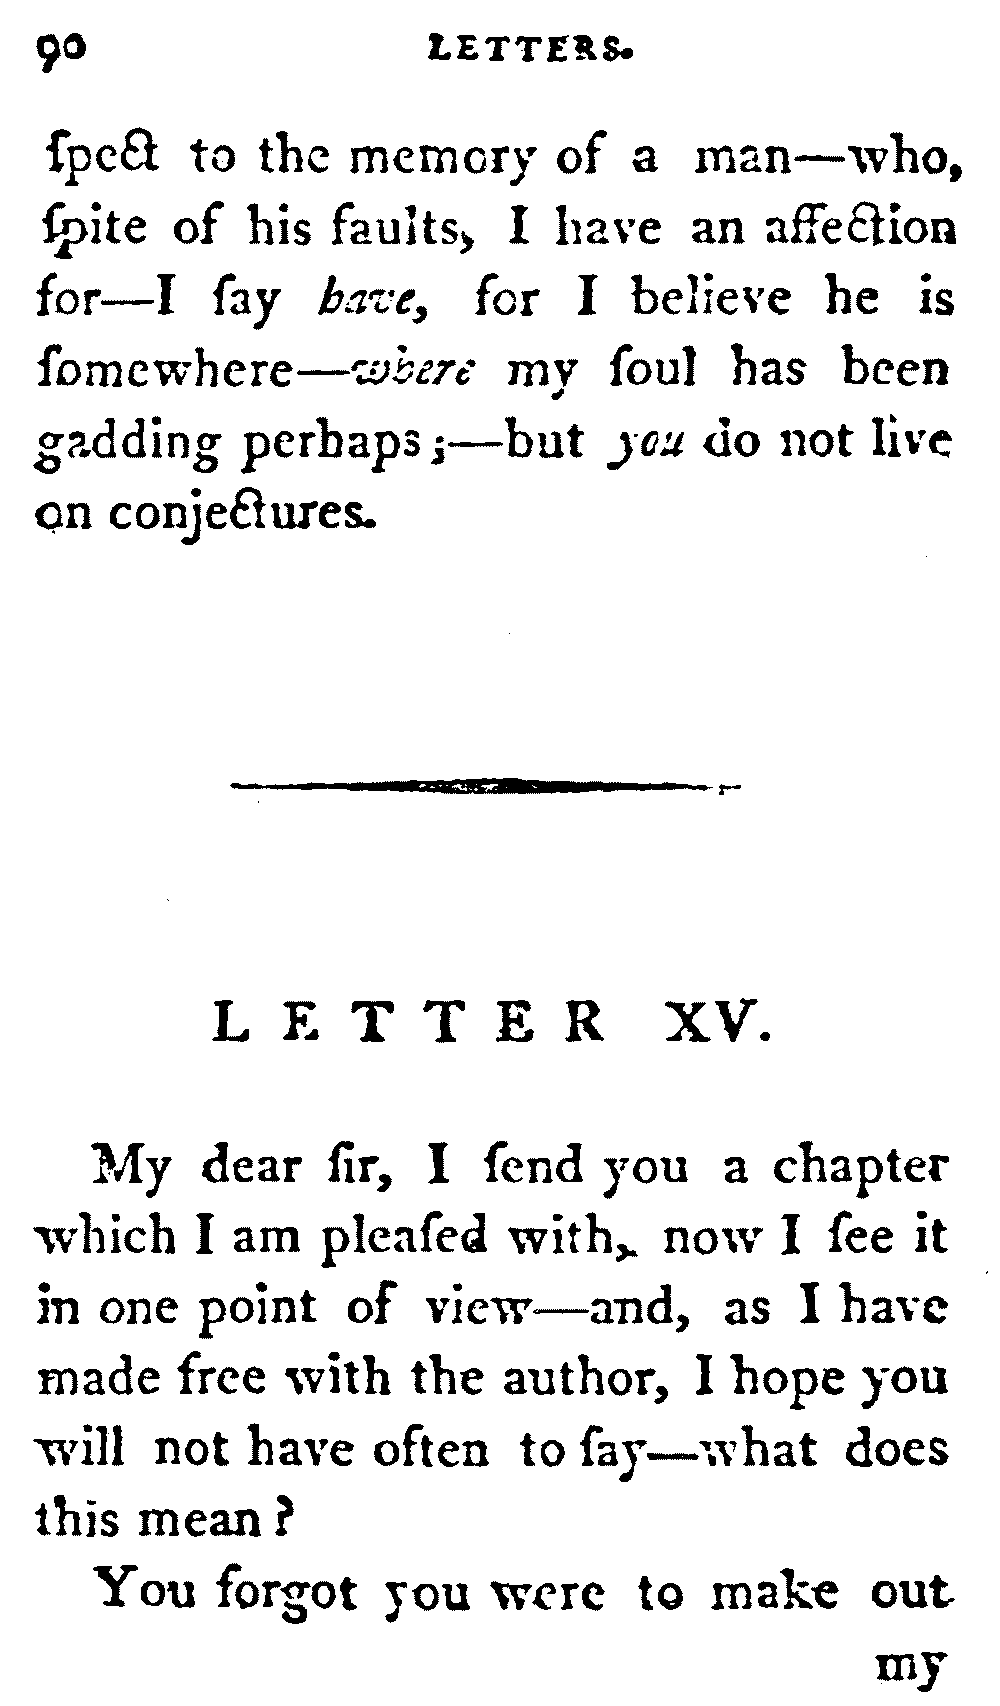 90 LETTERS.
ſpect to the memory of a man—who,
ſpite of his faults, I have an affection
for—I ſay have, for I believe he is
ſomewhere—where my ſoul has been
gadding perhaps;—but you do not live
on conjectures.
LETTER XV.
My dear ſir, I ſend you a chapter
which I am pleaſed with, now I ſee it
in one point of view—and, as I have
made free with the author, I hope you
will not have often to ſay—what does
this mean?
You forgot you were to make out
my